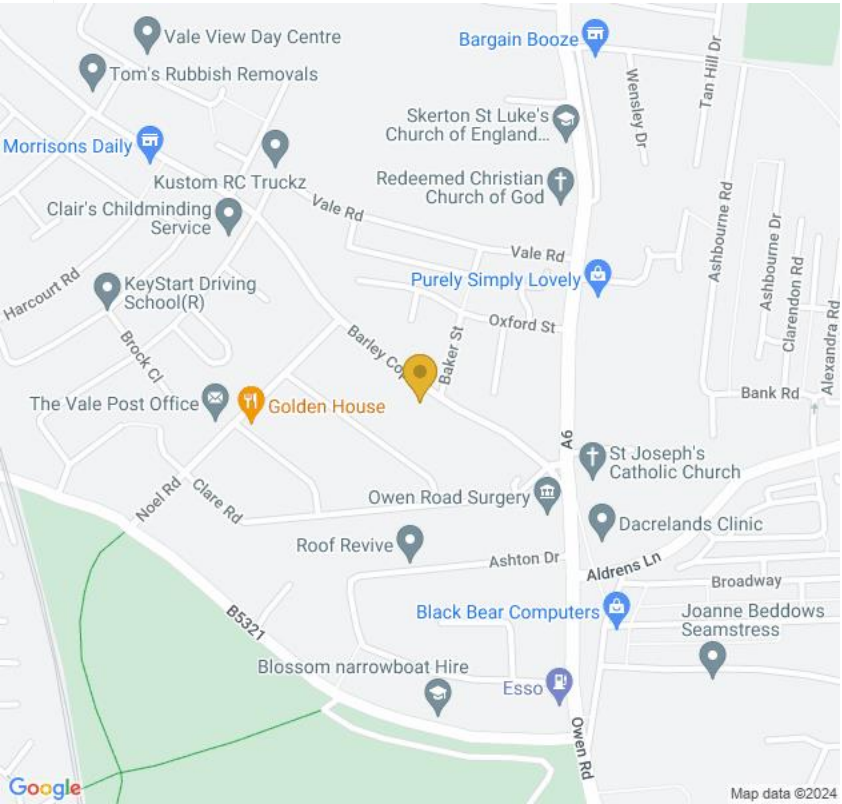 Vale View Day Centre
Bargain Booze
Tan Hill Dr
Tom's Rubbish Removals
Wensley Dr
Skerton St Luke's
Church of England...
Morrisons Daily
Kustom RC Truckz
Redeemed Christian
Church of God
Vale Rd
Clair's Childminding
Service
Ashbourne Rd
Ashbourne Dr
Vale Rd
Clarendon Rd
Harcourt Rd
KeyStart Driving
School(R)
Purely Simply Lovely
Alexandra Rd
Oxford St
Brock Cl
Barley Cop
Baker St
The Vale Post Office
Golden House
Bank Rd
A6
St Joseph's
Catholic Church
Noel Rd
Clare Rd
Owen Road Surgery
Dacrelands Clinic
Roof Revive
Ashton Dr
Aldrens Ln
Broadway
B5321
Black Bear Computers
Joanne Beddows
Seamstress
Blossom narrowboat Hire
Esso
Owen Rd
Google
Map data ©2024